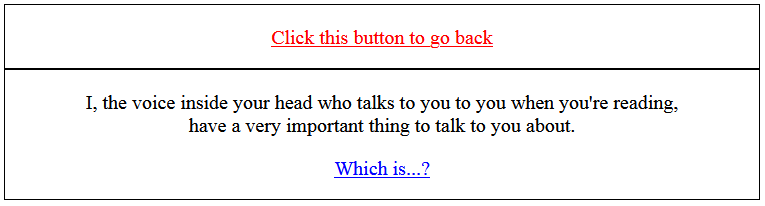 Click this button to go back
I, the voice inside your head who talks to you to you when you're reading,
have a very important thing to talk to you about.
Which is...?